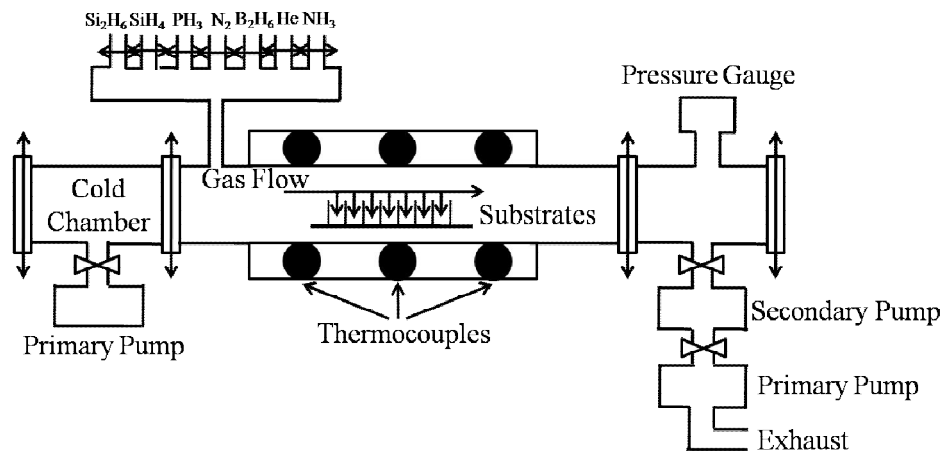 Si₂H₆ SiH₄ PH₃ N₂ B₂H₆ He NH₃
Pressure Gauge
Cold
Chamber
Gas Flow
Substrates
Thermocouples
Primary Pump
Secondary Pump
Primary Pump
Exhaust